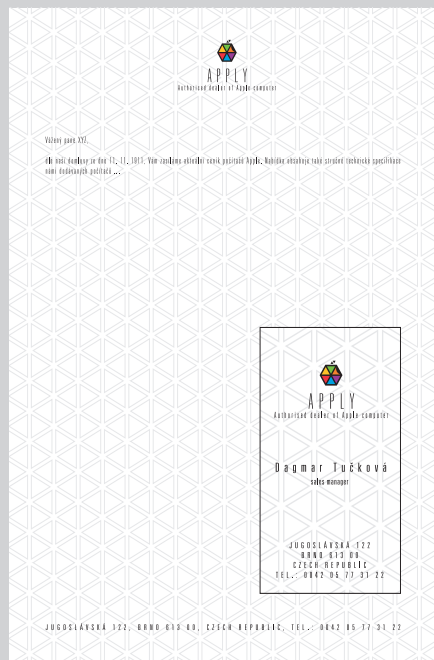 APPLY
Authorised dealer of Apple computer
Vážený pane XYZ,
dle naší domluvy ze dne 11. 11. 1911, Vám zasíláme aktuální ceník počítačů Apple. Nabídka obsahuje také stručné technické specifikace
námi dodávaných počítačů ...
APPLY
Authorised dealer of Apple computer
Dagmar Tučková
sales manager
JUGOSLÁVSKÁ 122
BRNO 613 00
CZECH REPUBLIC
TEL.: 0042 05 77 31 22
JUGOSLÁVSKÁ 122, BRNO 613 00, CZECH REPUBLIC, TEL.: 0042 05 77 31 22